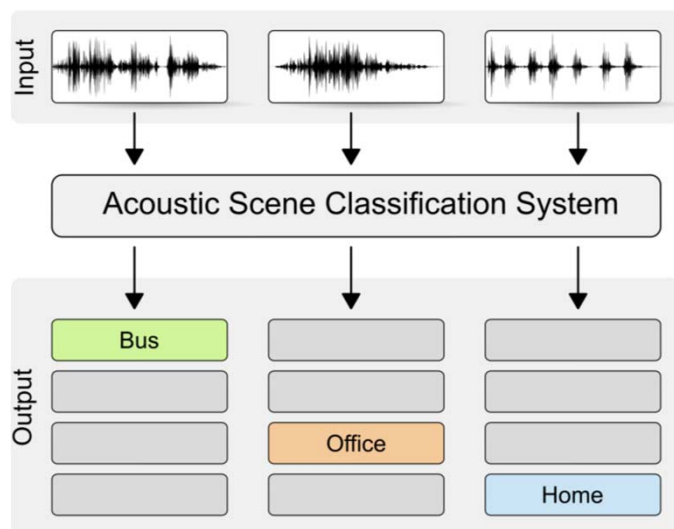 Input
Acoustic Scene Classification System
Output
Bus
Office
Home